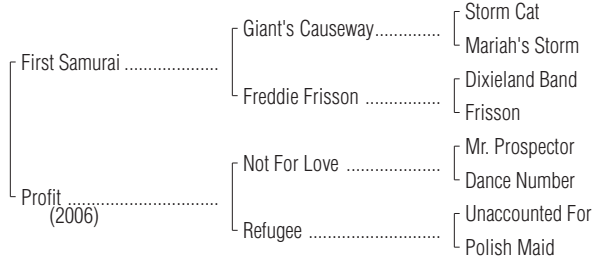 Storm Cat
Giant's Causeway..............
Mariah's Storm
First Samurai ....................
Dixieland Band
Freddie Frisson ................
Frisson
Mr. Prospector
Not For Love ....................
Dance Number
Profit ................................
(2006)
Unaccounted For
Refugee ............................
Polish Maid